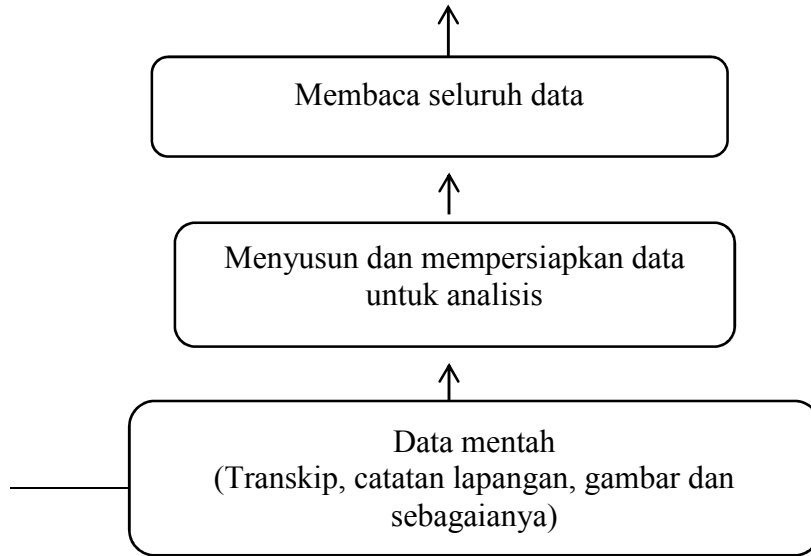 Membaca seluruh data
Menyusun dan mempersiapkan data
untuk analisis
Data mentah
(Transkip, catatan lapangan, gambar dan
sebagaianya)